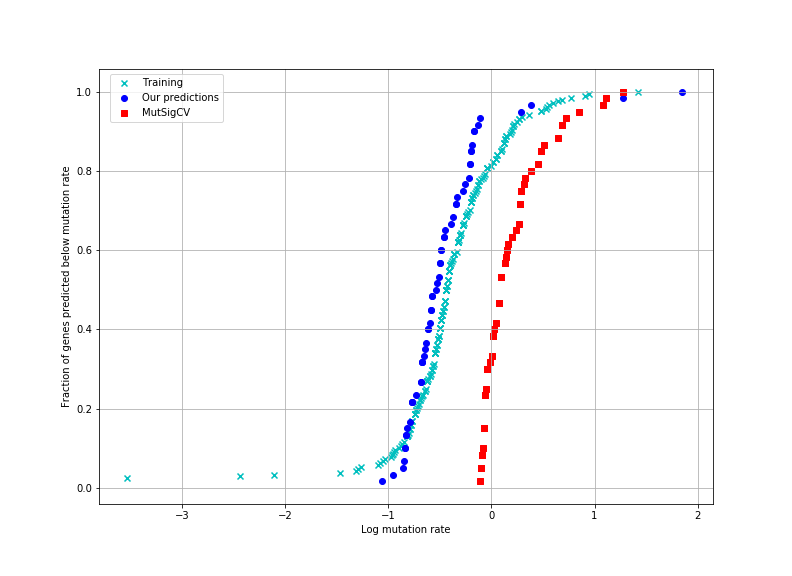 Training
Our predictions
MutSigCV
1.0
0.8
0.6
0.4
0.2
0.0
Fraction of genes predicted below mutation rate
−3
−2
−1
0
1
2
Log mutation rate